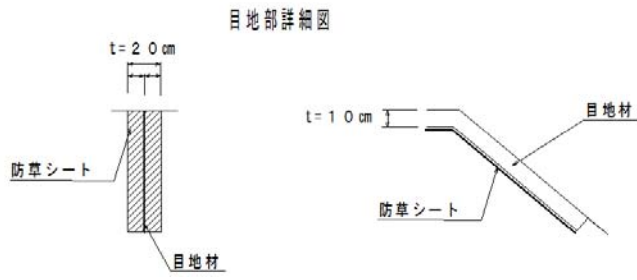 目地部詳細図
t=20㎝
防草シート
目地材
t=10㎝
目地材
防草シート